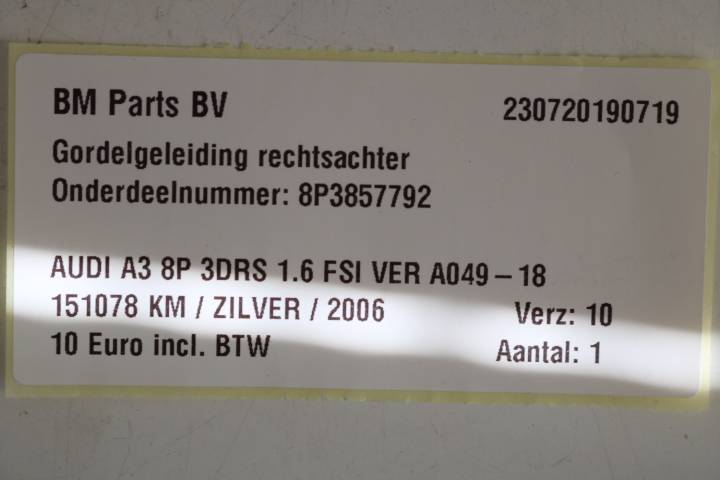 BM Parts BV 230720190719
Gordelgeleiding rechtsachter
Onderdeelnummer: 8P3857792
AUDI A3 8P 3DRS 1.6 FSI VER A049-18
151078 KM / ZILVER / 2006 Verz: 10
10 Euro incl. BTW Aantal: 1